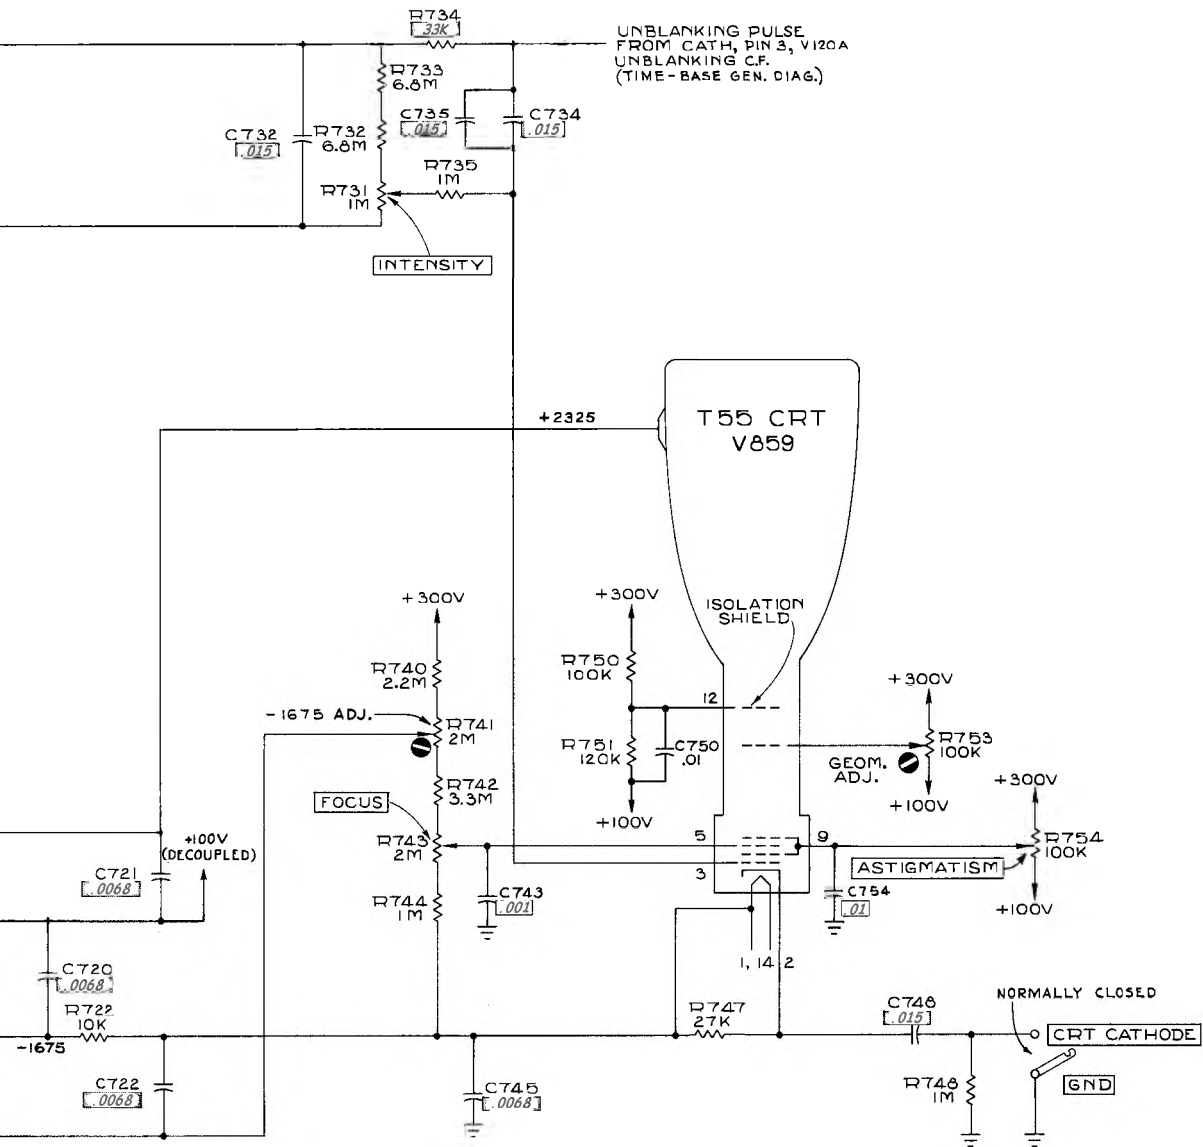 R734
.33K
UNBLANKING PULSE
FROM CATH, PIN 3, V120A
UNBLANKING C.F.
(TIME-BASE GEN. DIAG.)
R733
6.8M
C735
.015
C734
.015
C732
.015
R732
6.8M
R735
1M
R731
1M
INTENSITY
+2325
T55 CRT
V859
+300V
+300V
ISOLATION
SHIELD
R740
2.2M
R750
100K
12
+300V
-1675 ADJ.
R741
2M
R751
120K
C750
.01
R753
100K
GEOM.
ADJ.
R742
3.3M
+300V
FOCUS
+100V
+100V
R743
2M
5
9
R754
100K
+100V
(DECOUPLED)
3
ASTIGMATISM
C721
.0068
R744
1M
C743
.001
C754
.01
+100V
1, 14
2
C720
.0068
NORMALLY CLOSED
R722
10K
R747
27K
C748
.015
-1675
CRT CATHODE
C722
.0068
C745
.0068
R748
1M
GND